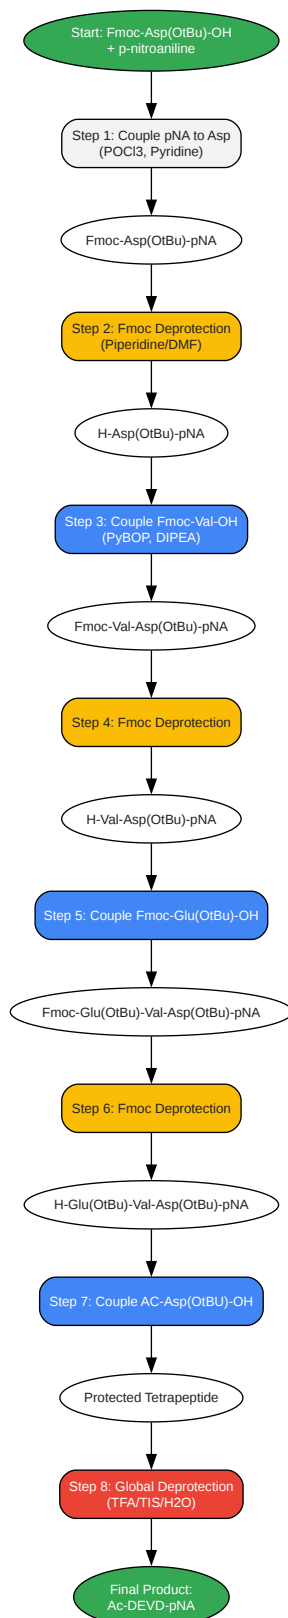 Start: Fmoc-Asp(OtBu)-OH
+ p-nitroaniline
Step 1: Couple pNA to Asp
(POCl3, Pyridine)
Fmoc-Asp(OtBu)-pNA
Step 2: Fmoc Deprotection
(Piperidine/DMF)
H-Asp(OtBu)-pNA
Step 3: Couple Fmoc-Val-OH
(PyBOP, DIPEA)
Fmoc-Val-Asp(OtBu)-pNA
Step 4: Fmoc Deprotection
H-Val-Asp(OtBu)-pNA
Step 5: Couple Fmoc-Glu(OtBu)-OH
Fmoc-Glu(OtBu)-Val-Asp(OtBu)-pNA
Step 6: Fmoc Deprotection
H-Glu(OtBu)-Val-Asp(OtBu)-pNA
Step 7: Couple AC-Asp(OtBU)-OH
Protected Tetrapeptide
Step 8: Global Deprotection
(TFA/TIS/H2O)
Final Product:
Ac-DEVD-pNA